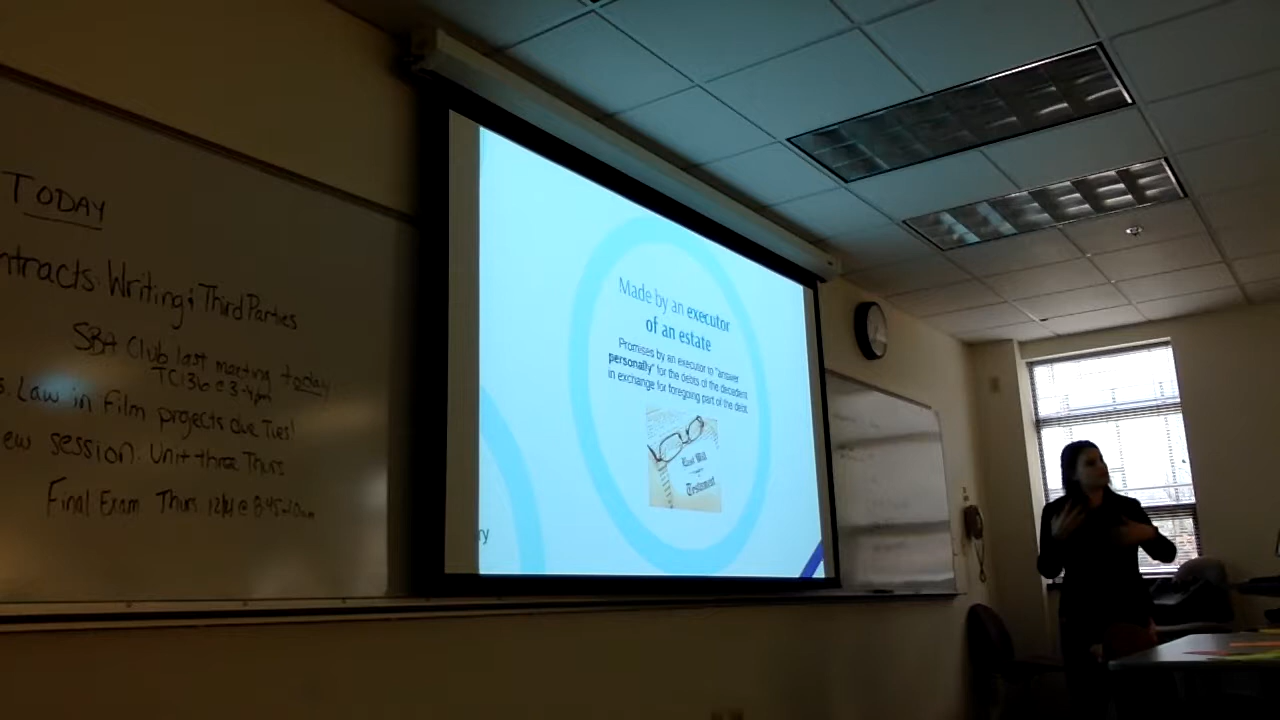 TODAY
ntracts: Writing & Third Parties
SBA Club last meeting today
TC136 @ 3-4pm
s. Law in Film projects due Tues!
ew session. Unit three Thurs
Final Exam Thurs. @ 8:45
Made by an executor
of an estate
Promises by an executor to "answer
personally" for the debts of the decedent
in exchange for foregoing part of the debt
Last Will
Testament
ry